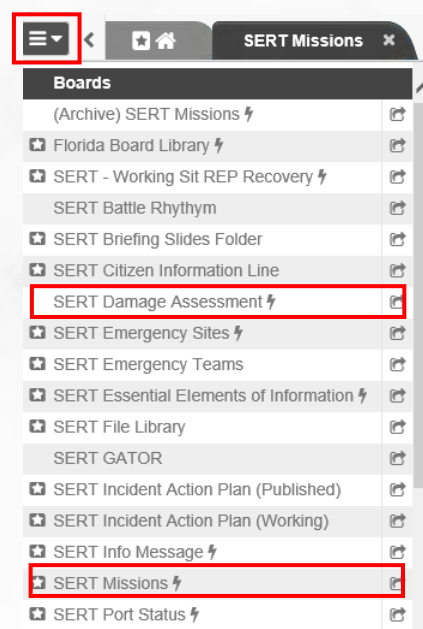 SERT Missions
Boards
(Archive) SERT Missions
Florida Board Library
SERT - Working Sit REP Recovery
SERT Battle Rhythym
SERT Briefing Slides Folder
SERT Citizen Information Line
SERT Damage Assessment
SERT Emergency Sites
SERT Emergency Teams
SERT Essential Elements of Information
SERT File Library
SERT GATOR
SERT Incident Action Plan (Published)
SERT Incident Action Plan (Working)
SERT Info Message
SERT Missions
SERT Port Status